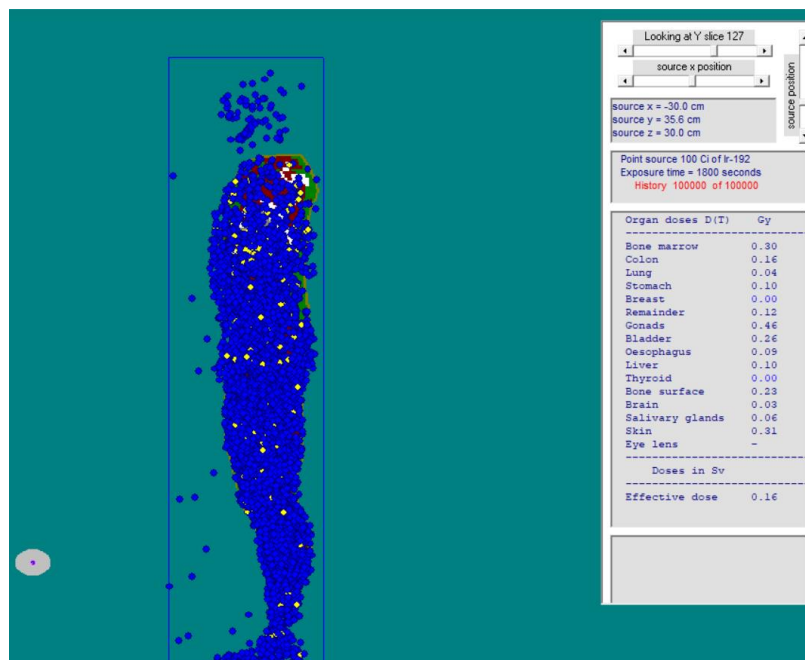 Looking at Y slice 127
source x position
source position
source x = -30.0 cm
source y = 35.6 cm
source z = 30.0 cm
Point source 100 Ci of Ir-192
Exposure time = 1800 seconds
History 100000 of 100000
Organ doses D(T) Gy
Bone marrow 0.30
Colon 0.16
Lung 0.04
Stomach 0.10
Breast 0.00
Remainder 0.12
Gonads 0.46
Bladder 0.26
Oesophagus 0.09
Liver 0.10
Thyroid 0.00
Bone surface 0.23
Brain 0.03
Salivary glands 0.06
Skin 0.31
Eye lens -
Doses in Sv
Effective dose 0.16